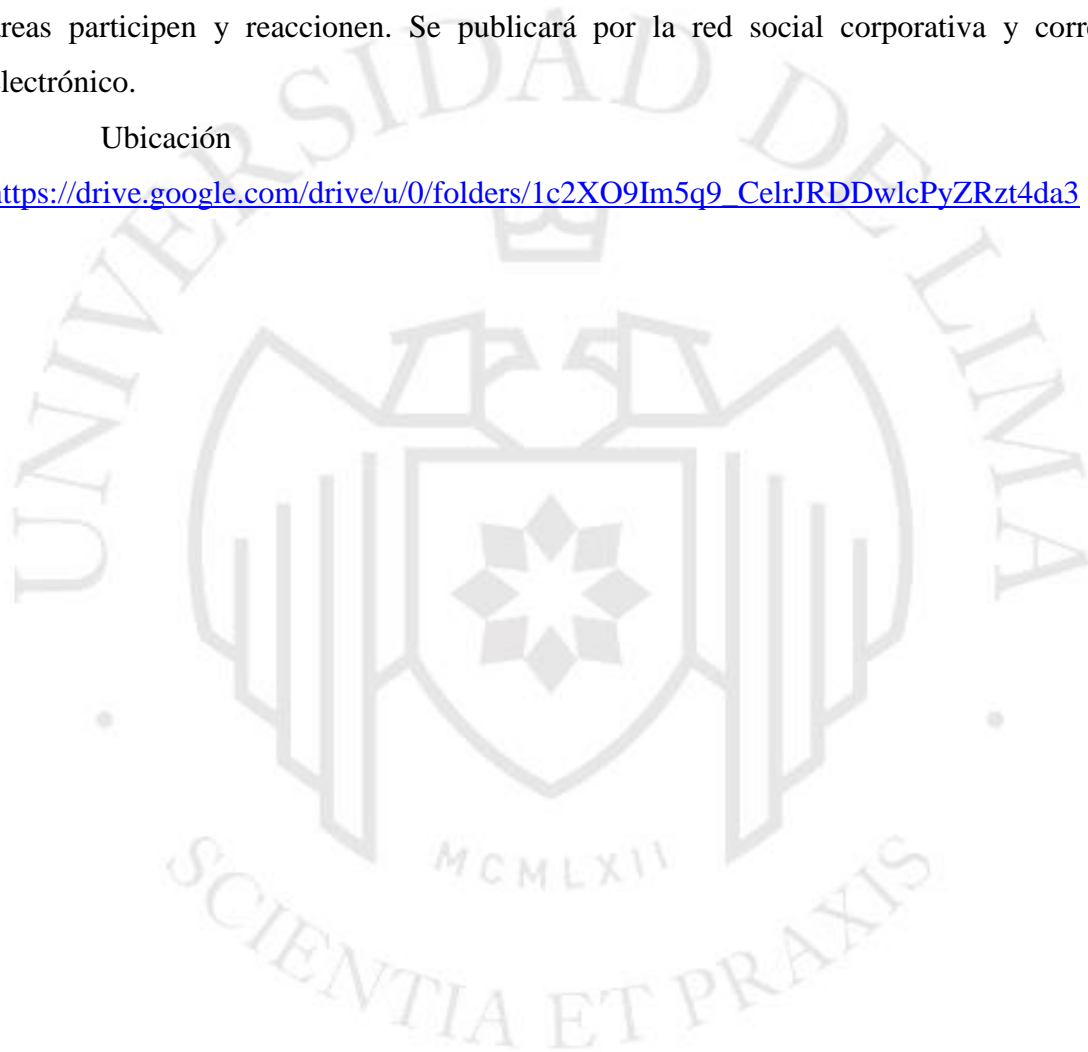 áreas participen y reaccionen. Se publicará por la red social corporativa y corre
electrónico.
Ubicación
https://drive.google.com/drive/u/0/folders/1c2XO9Im5q9_CelrJRDDwlcPyZRzt4da3
UNIVERSIDAD DE LIMA
MCMLXII
SCIENTIA ET PRAXIS